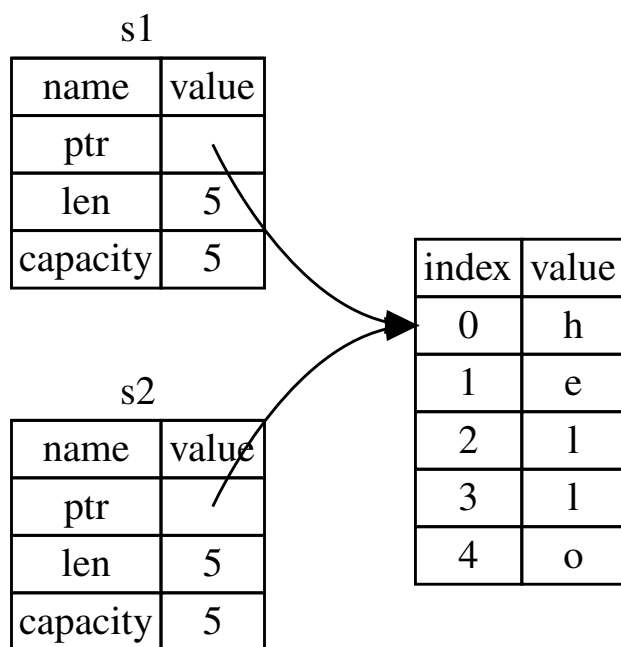 s1
name value
ptr
len 5
capacity 5
s2
name value
ptr
len 5
capacity 5
index value
0 h
1 e
2 l
3 l
4 o